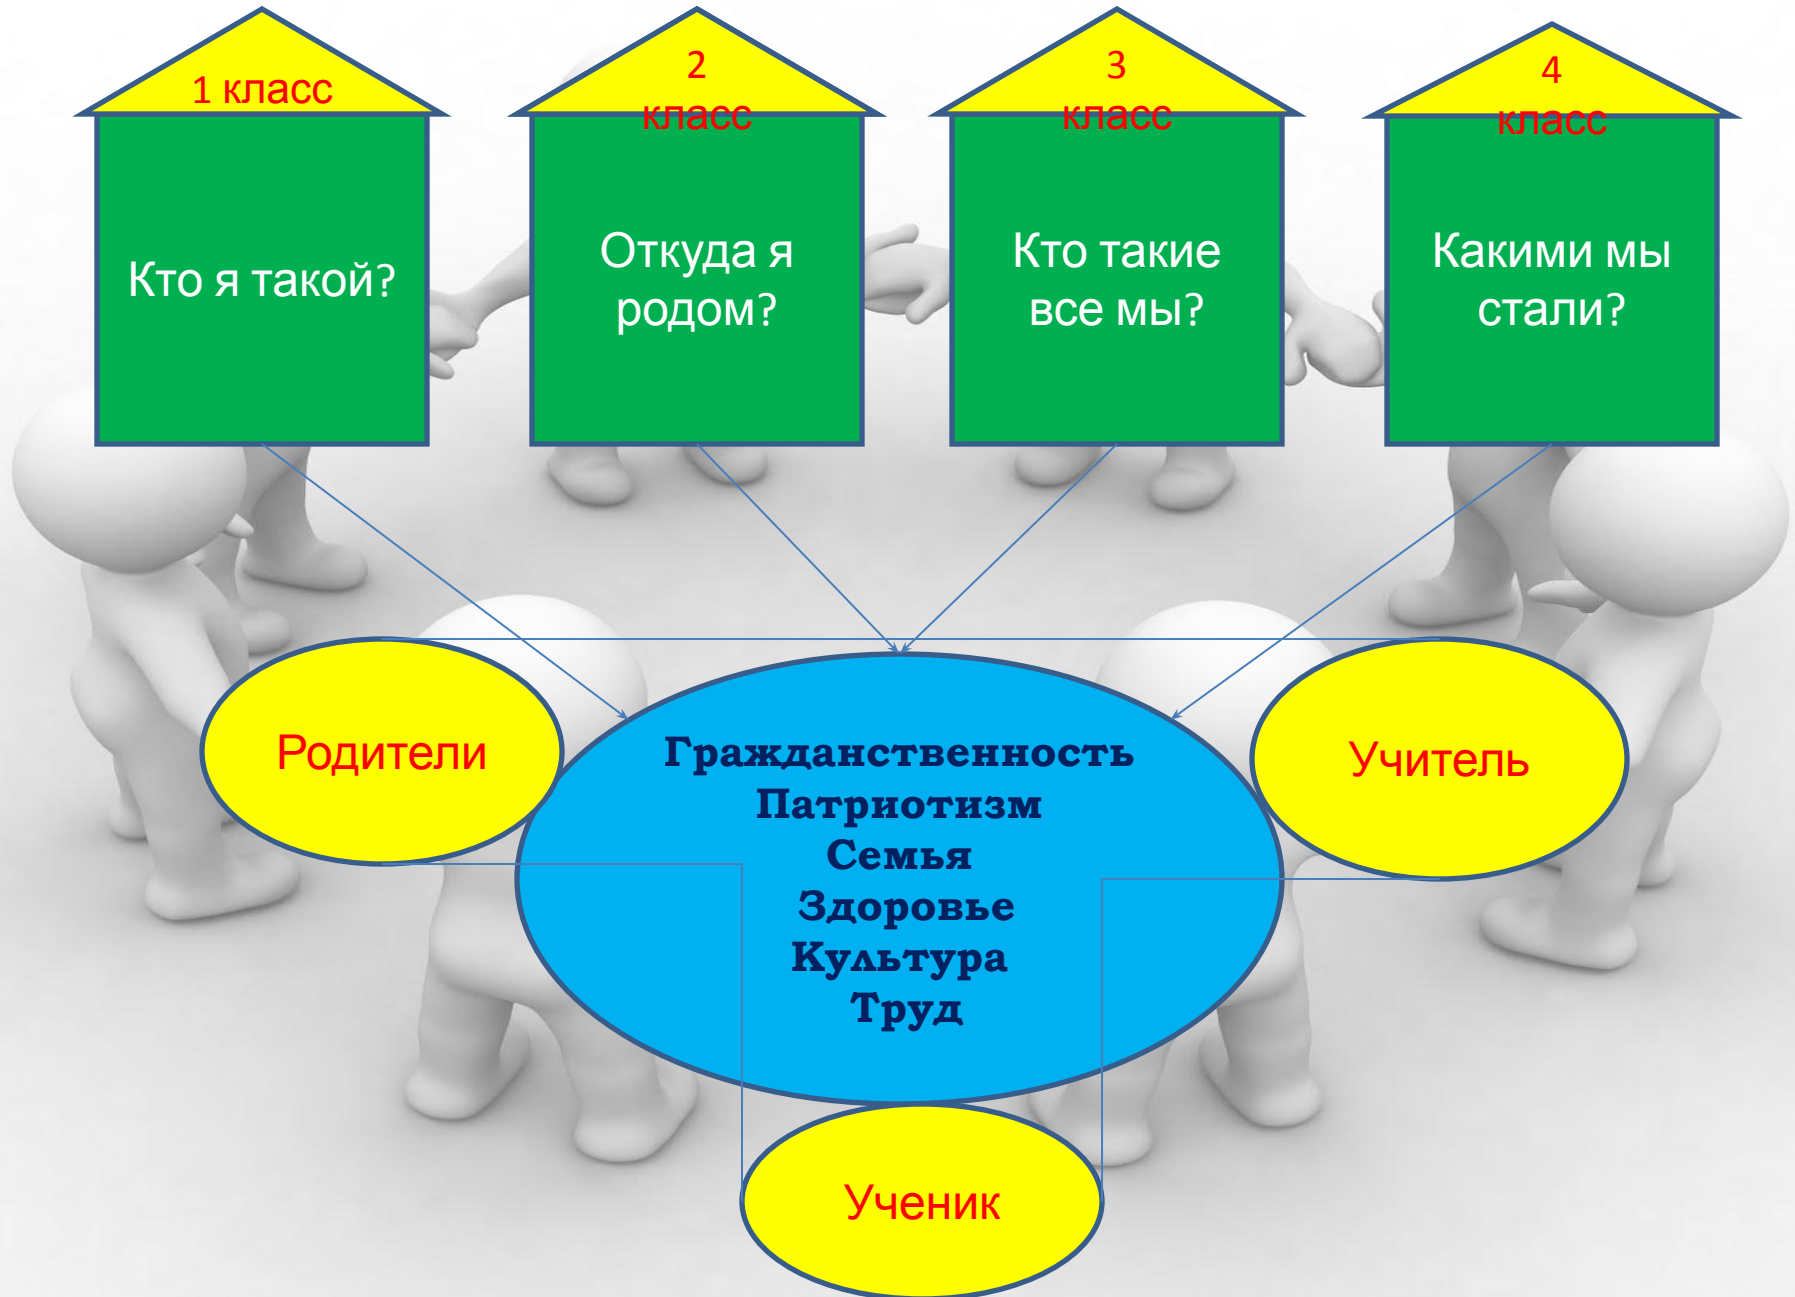 1 класс
2
класс
3
класс
4
класс
Кто я такой?
Откуда я
родом?
Кто такие
все мы?
Какими мы
стали?
Родители
Учитель
Гражданственность
Патриотизм
Семья
Здоровье
Культура
Труд
Ученик